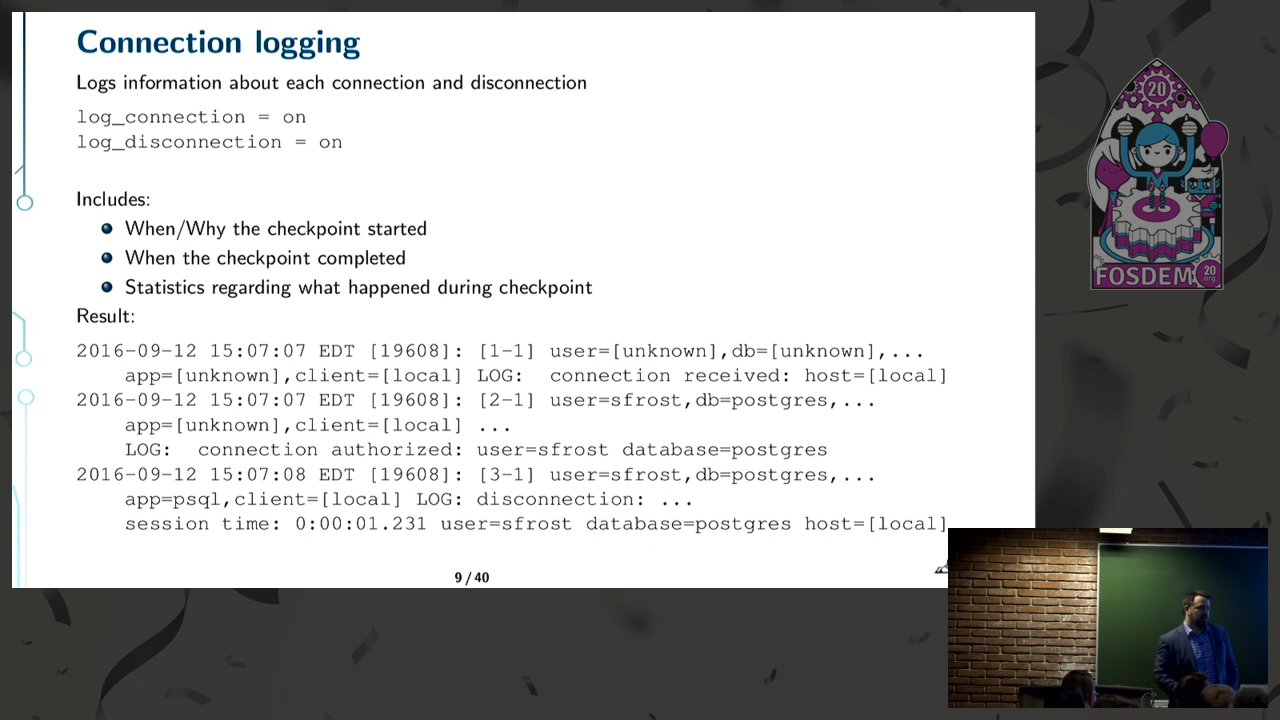 Connection logging
Logs information about each connection and disconnection
log_connection = on
log_disconnection = on
Includes:
When/Why the checkpoint started
When the checkpoint completed
Statistics regarding what happened during checkpoint
Result:
2016-09-12 15:07:07 EDT [19608]: [1-1] user=[unknown],db=[unknown],...
app=[unknown],client=[local] LOG:  connection received: host=[local]
2016-09-12 15:07:07 EDT [19608]: [2-1] user=sfrost,db=postgres,...
app=[unknown],client=[local] ...
LOG:  connection authorized: user=sfrost database=postgres
2016-09-12 15:07:08 EDT [19608]: [3-1] user=sfrost,db=postgres,...
app=psql,client=[local] LOG: disconnection: ...
session time: 0:00:01.231 user=sfrost database=postgres host=[local]
9 / 40
20
FOSDEM
20
.org